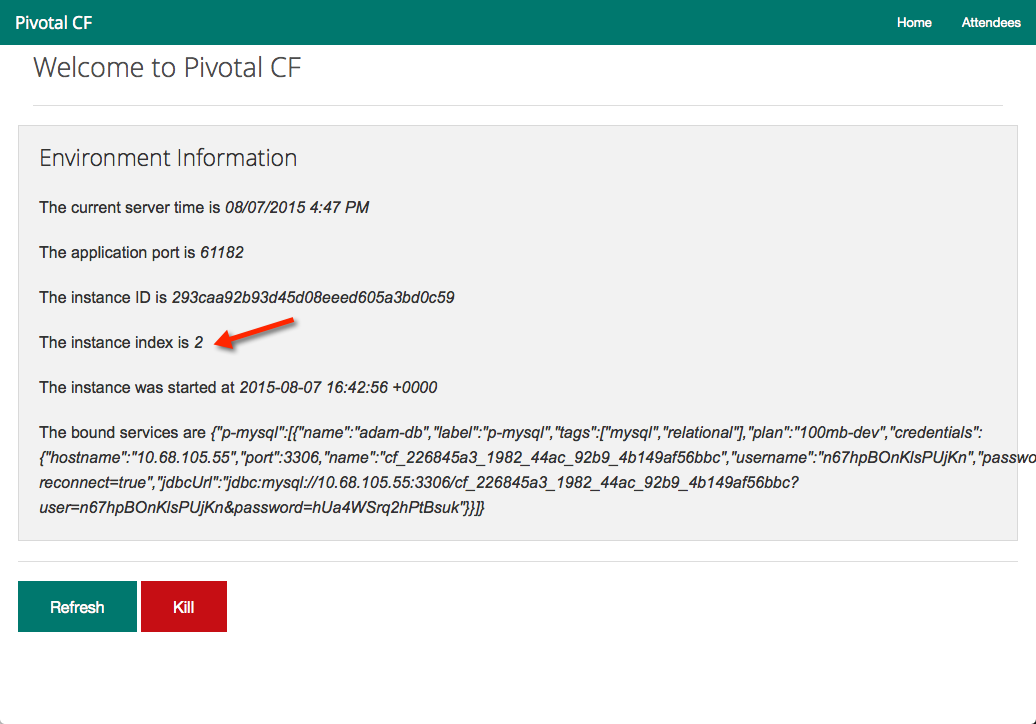 Pivotal CF
Home
Attendees
Welcome to Pivotal CF
Environment Information
The current server time is 08/07/2015 4:47 PM
The application port is 61182
The instance ID is 293caa92b93d45d08eeed605a3bd0c59
The instance index is 2
The instance was started at 2015-08-07 16:42:56 +0000
The bound services are {"p-mysql":[{"name":"adam-db","label":"p-mysql","tags":["mysql","relational"],"plan":"100mb-dev","credentials":
{"hostname":"10.68.105.55","port":3306,"name":"cf_226845a3_1982_44ac_92b9_4b149af56bbc","username":"n67hpBOnKlsPUjKn","passwo
reconnect=true","jdbcUrl":"jdbc:mysql://10.68.105.55:3306/cf_226845a3_1982_44ac_92b9_4b149af56bbc?
user=n67hpBOnKlsPUjKn&password=hUa4WSrq2hPtBsuk"}}]}
Refresh
Kill